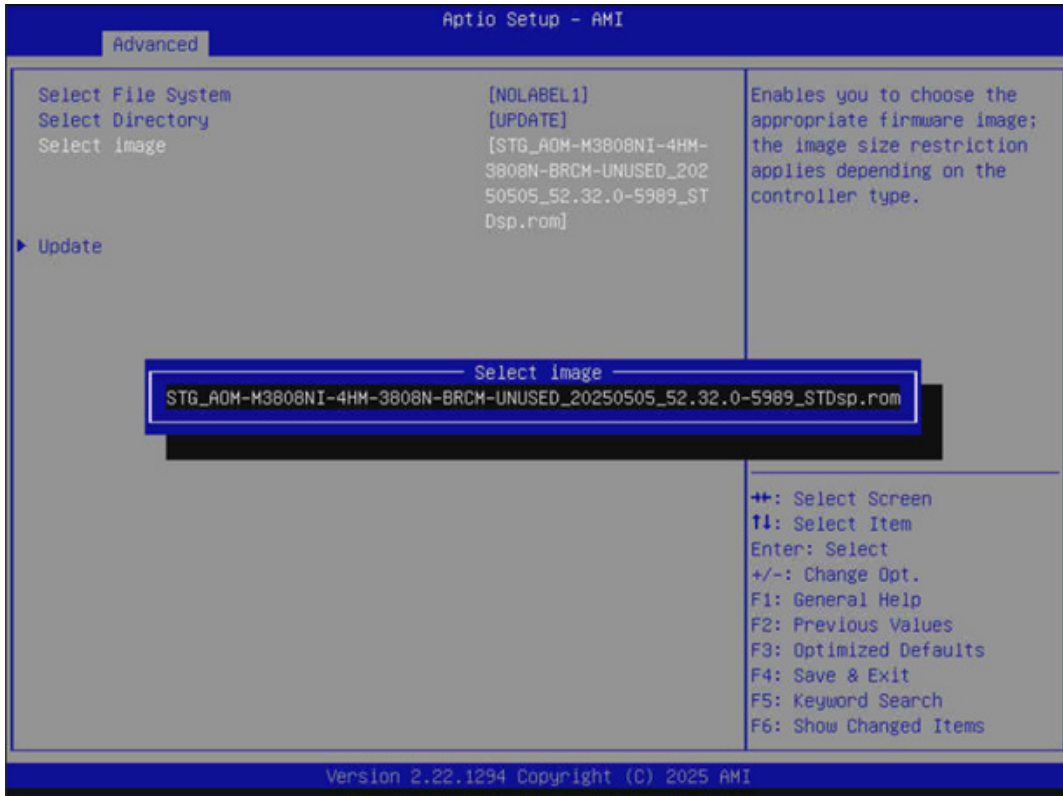 Aptio Setup - AMI
Advanced
Select File System [NOLABEL1]
Select Directory [UPDATE]
Select image [STG_AOM-M3808NI-4HM-
3808N-BRCM-UNUSED_202
50505_52.32.0-5989_ST
Dsp.rom]
Update
Enables you to choose the
appropriate firmware image;
the image size restriction
applies depending on the
controller type.
Select image
STG_AOM-M3808NI-4HM-3808N-BRCM-UNUSED_20250505_52.32.0-5989_STDsp.rom
→←: Select Screen
↑↓: Select Item
Enter: Select
+/-: Change Opt.
F1: General Help
F2: Previous Values
F3: Optimized Defaults
F4: Save & Exit
F5: Keyword Search
F6: Show Changed Items
Version 2.22.1294 Copyright (C) 2025 AMI